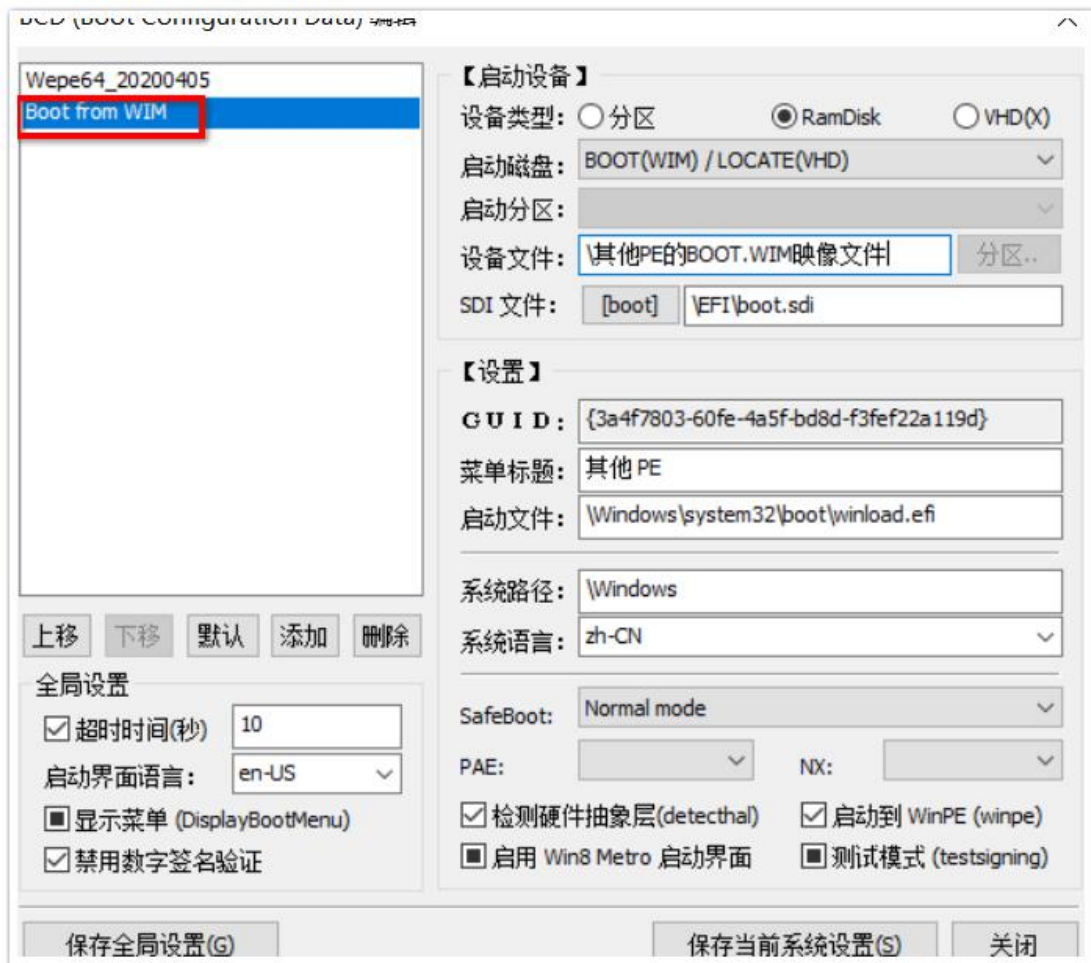 BCD (Boot Configuration Data) 编辑
Wepe64_20200405
Boot from WIM
上移 下移 默认 添加 删除
全局设置
超时时间(秒) 10
启动界面语言: en-US
显示菜单 (DisplayBootMenu)
禁用数字签名验证
【启动设备】
设备类型: 分区 RamDisk VHD(X)
启动磁盘: BOOT(WIM) / LOCATE(VHD)
启动分区:
设备文件: \其他PE的BOOT.WIM映像文件 分区..
SDI 文件: [boot] \EFI\boot.sdi
【设置】
GUID: {3a4f7803-60fe-4a5f-bd8d-f3fef22a119d}
菜单标题: 其他 PE
启动文件: \Windows\system32\boot\winload.efi
系统路径: \Windows
系统语言: zh-CN
SafeBoot: Normal mode
PAE: NX:
检测硬件抽象层(detecthal) 启动到 WinPE (winpe)
启用 Win8 Metro 启动界面 测试模式 (testsigning)
保存全局设置(G) 保存当前系统设置(S) 关闭